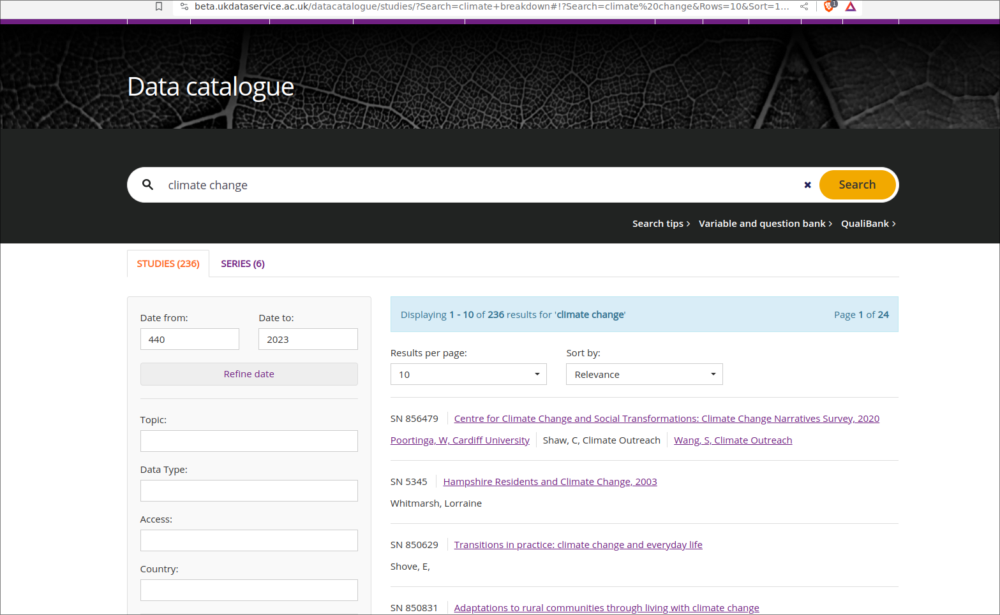 beta.ukdataservice.ac.uk/datacatalogue/studies/?Search=climate+breakdown#!?Search=climate%20change&Rows=10&Sort=1...
1
Data catalogue
climate change
Search
Search tips
Variable and question bank
QualiBank
STUDIES (236)
SERIES (6)
Date from:
Date to:
440
2023
Refine date
Topic:
Data Type:
Access:
Country:
Displaying 1 - 10 of 236 results for 'clImate change'
Page 1 of 24
Results per page:
Sort by:
10
Relevance
SN 856479
Centre for Climate Change and Social Transformations: Climate Change Narratives Survey, 2020
Poortinga, W, Cardiff University
Shaw, C, Climate Outreach
Wang, S, Climate Outreach
SN 5345
Hampshire Residents and Climate Change, 2003
Whitmarsh, Lorraine
SN 850629
Transitions in practice: climate change and everyday life
Shove, E,
SN 850831
Adaptations to rural communities through living with climate change